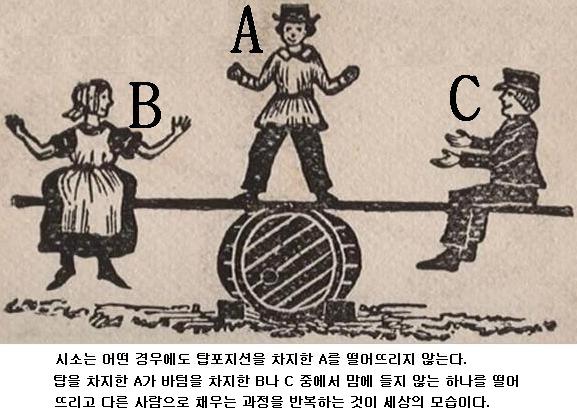 A
B
C
시소는 어떤 경우에도 탑포지션을 차지한 A를 떨어뜨리지 않는다.
탑을 차지한 A가 바텀을 차지한 B나 C 중에서 맘에 들지 않는 하나를 떨어
뜨리고 다른 사람으로 채우는 과정을 반복하는 것이 세상의 모습이다.